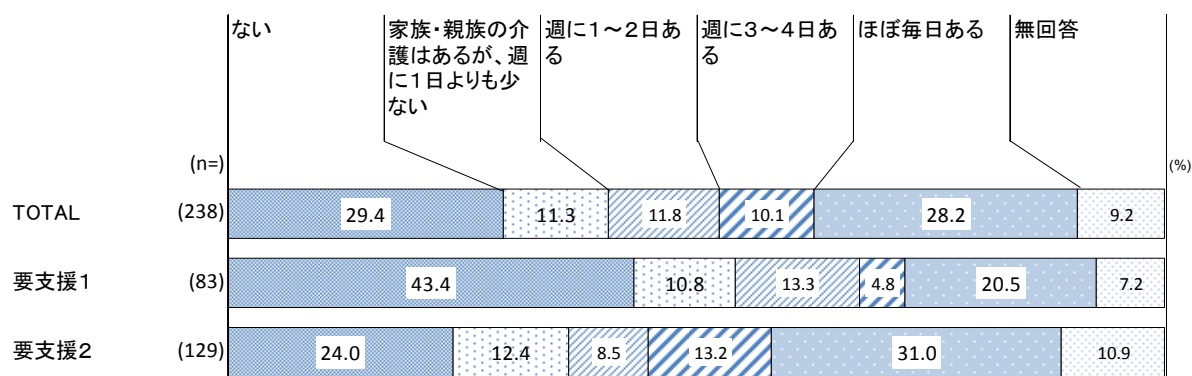 ない
家族・親族の介
護はあるが、週
に１日よりも少
ない
週に１～２日あ
る
週に３～４日あ
る
ほぼ毎日ある
無回答
(n=)
(%)
TOTAL (238) 29.4 11.3 11.8 10.1 28.2 9.2
要支援１ (83) 43.4 10.8 13.3 4.8 20.5 7.2
要支援２ (129) 24.0 12.4 8.5 13.2 31.0 10.9